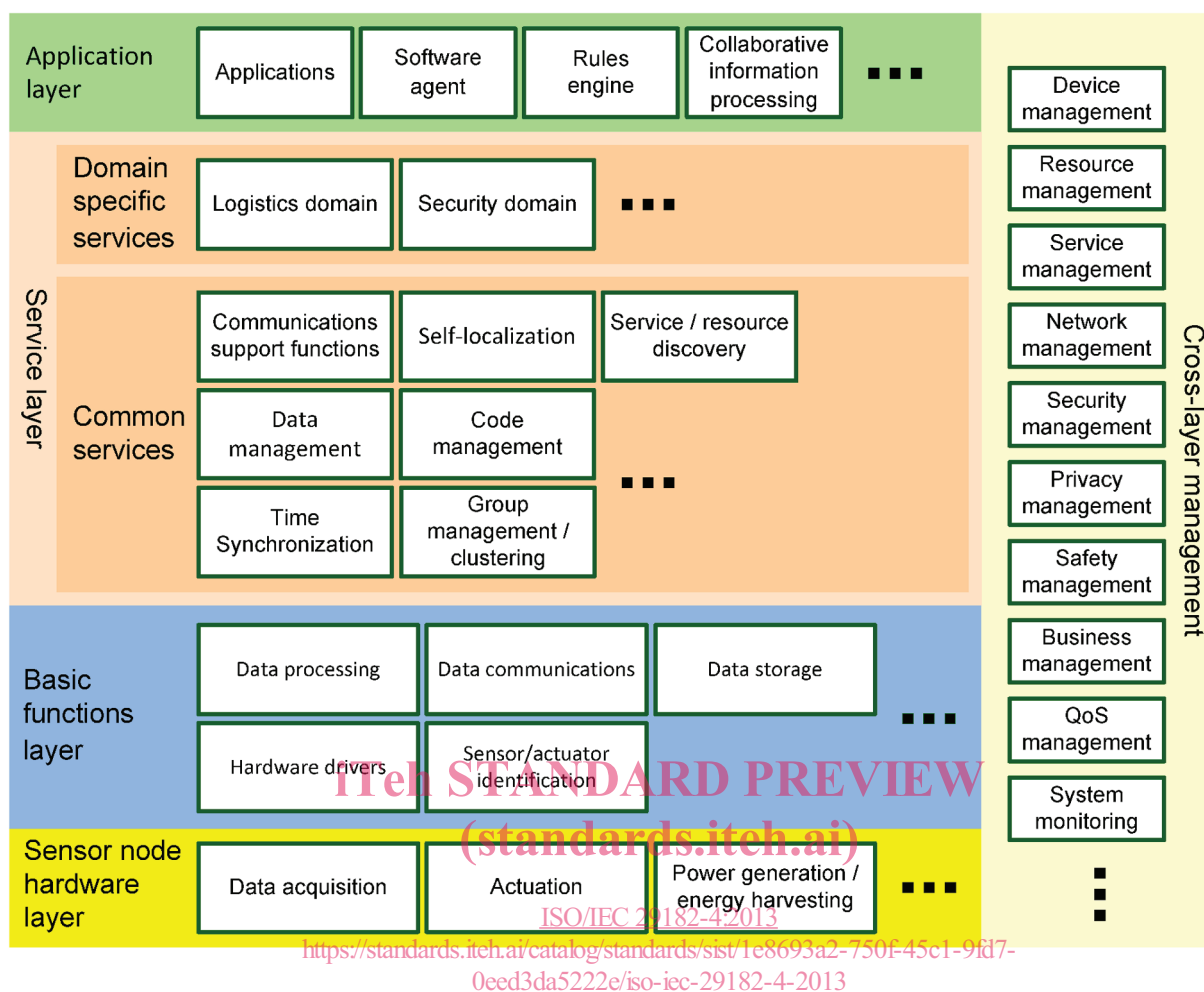 Application
layer
Applications
Software
agent
Rules
engine
Collaborative
information
processing
Service layer
Domain
specific
services
Logistics domain
Security domain
Common
services
Communications
support functions
Self-localization
Service / resource
discovery
Data
management
Code
management
Time
Synchronization
Group
management /
clustering
Basic
functions
layer
Data processing
Data communications
Data storage
Hardware drivers
Sensor/actuator
identification
Sensor node
hardware
layer
Data acquisition
Actuation
Power generation /
energy harvesting
Cross-layer management
Device
management
Resource
management
Service
management
Network
management
Security
management
Privacy
management
Safety
management
Business
management
QoS
management
System
monitoring
iTeh STANDARD PREVIEW
(standards.iteh.ai)
ISO/IEC 29182-4:2013
https://standards.iteh.ai/catalog/standards/sist/1e8693a2-750f-45c1-9fd7-
0eed3da5222e/iso-iec-29182-4-2013